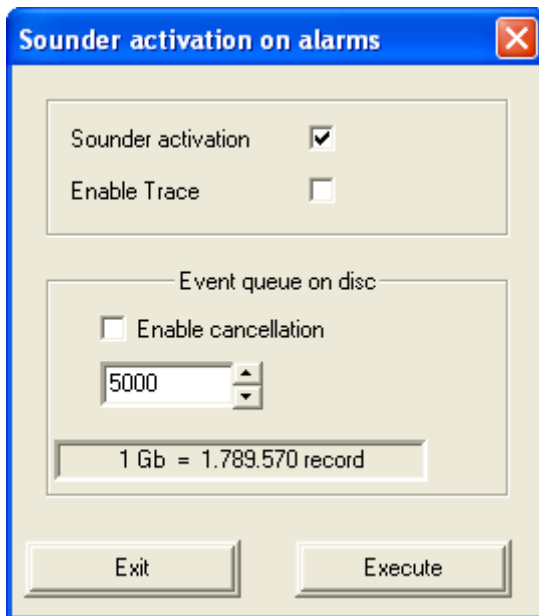 Sounder activation on alarms
Sounder activation
Enable Trace
Event queue on disc
Enable cancellation
5000
1 Gb = 1.789.570 record
Exit
Execute